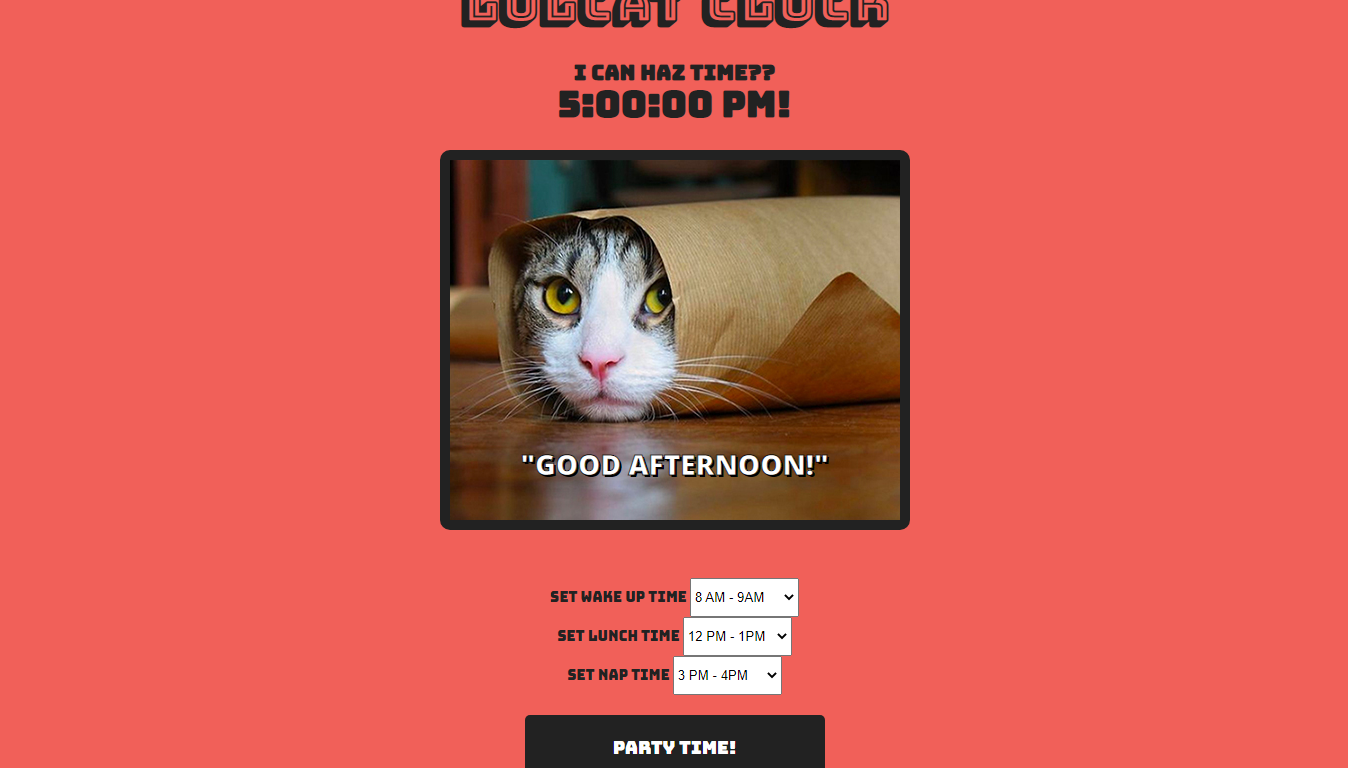 LOLCAT CLOCK
I CAN HAZ TIME??
5:00:00 PM!
"GOOD AFTERNOON!"
SET WAKE UP TIME 8 AM - 9AM
SET LUNCH TIME 12 PM - 1PM
SET NAP TIME 3 PM - 4PM
PARTY TIME!